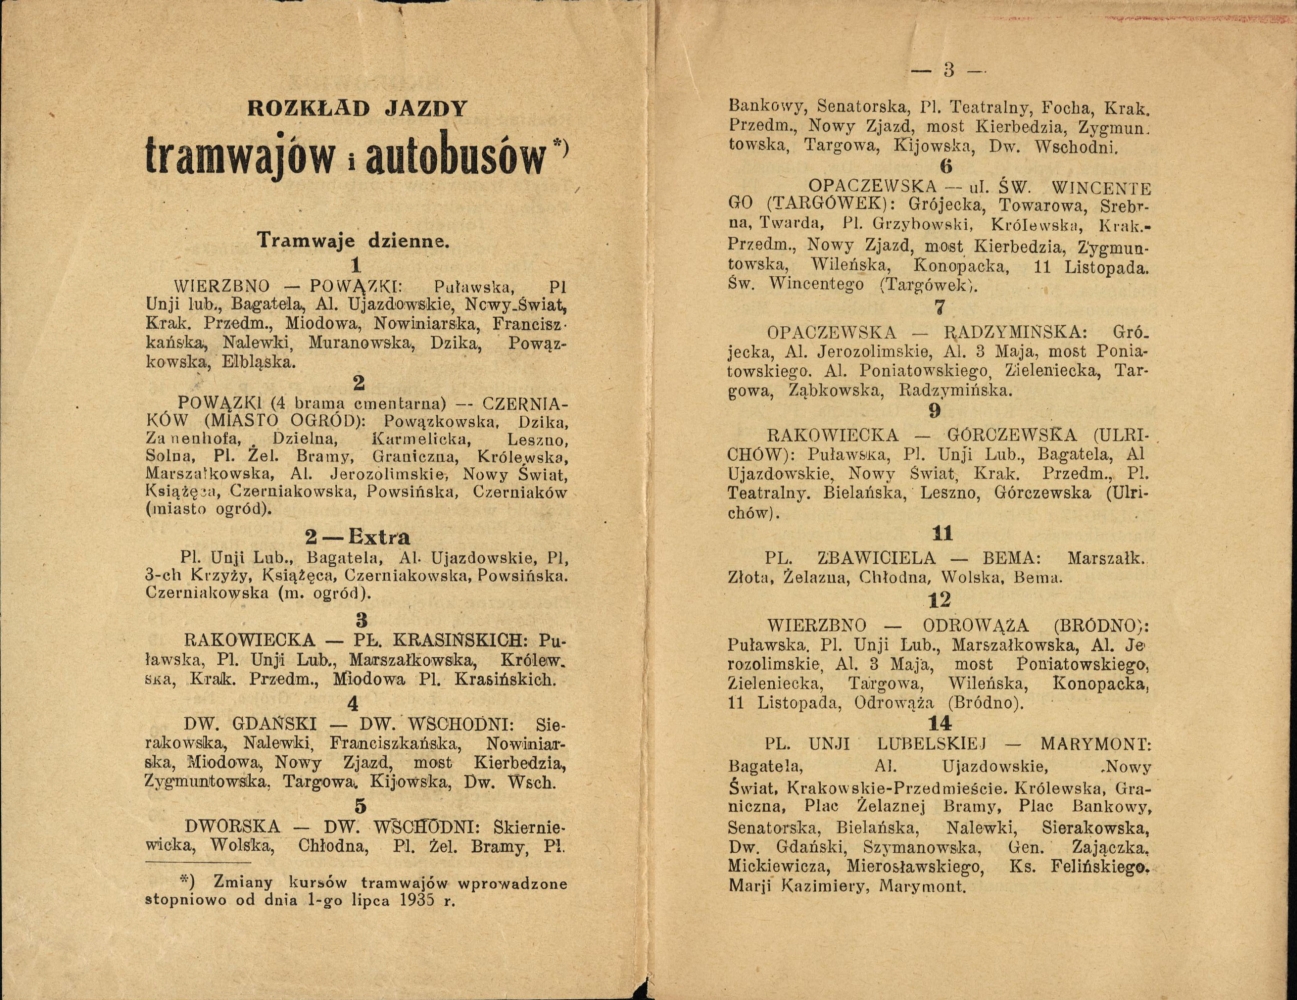 ROZKŁAD JAZDY
tramwajów i autobusów *)
Tramwaje dzienne.
1
WIERZBNO — POWĄZKI: Puławska, Pl
Unji lub., Bagatela, Al. Ujazdowskie, Nowy-Świat,
Krak. Przedm., Miodowa, Nowiniarska, Francisz-
kańska, Nalewki, Muranowska, Dzika, Powąz-
kowska, Elbląska.
2
POWĄZKI (4 brama cmentarna) — CZERNIA-
KÓW (MIASTO OGRÓD): Powązkowska, Dzika,
Zamenhofa, Dzielna, Karmelicka, Leszno,
Solna, Pl. Żel. Bramy, Graniczna, Królewska,
Marszałkowska, Al. Jerozolimskie, Nowy Świat,
Książęca, Czerniakowska, Powsińska, Czerniaków
(miasto ogród).
2 — Extra
Pl. Unji Lub., Bagatela, Al. Ujazdowskie, Pl,
3-ch Krzyży, Książęca, Czerniakowska, Powsińska.
Czerniakowska (m. ogród).
3
RAKOWIECKA — PŁ. KRASIŃSKICH: Pu-
ławska, Pl. Unji Lub., Marszałkowska, Królew.
ska, Krak. Przedm., Miodowa Pl. Krasińskich.
4
DW. GDAŃSKI — DW. WSCHODNI: Sie-
rakowska, Nalewki, Franciszkańska, Nowiniar-
ska, Miodowa, Nowy Zjazd, most Kierbedzia,
Zygmuntowska, Targowa, Kijowska, Dw. Wsch.
5
DWORSKA — DW. WSCHODNI: Skiernie-
wicka, Wolska, Chłodna, Pl. Żel. Bramy, Pl.
*) Zmiany kursów tramwajów wprowadzone
stopniowo od dnia 1-go lipca 1935 r.
— 3 —
Bankowy, Senatorska, Pl. Teatralny, Focha, Krak.
Przedm., Nowy Zjazd, most Kierbedzia, Zygmun.
towska, Targowa, Kijowska, Dw. Wschodni.
6
OPACZEWSKA — ul. ŚW. WINCENTE
GO (TARGÓWEK): Grójecka, Towarowa, Srebr-
na, Twarda, Pl. Grzybowski, Królewska, Krak.-
Przedm., Nowy Zjazd, most Kierbedzia, Zygmun-
towska, Wileńska, Konopacka, 11 Listopada.
Św. Wincentego (Targówek).
7
OPACZEWSKA — RADZYMINSKA: Gró-
jecka, Al. Jerozolimskie, Al. 3 Maja, most Ponia-
towskiego. Al. Poniatowskiego, Zieleniecka, Tar-
gowa, Ząbkowska, Radzymińska.
9
RAKOWIECKA — GÓRCZEWSKA (ULRI-
CHÓW): Puławska, Pl. Unji Lub., Bagatela, Al
Ujazdowskie, Nowy Świat, Krak. Przedm., Pl.
Teatralny. Bielańska, Leszno, Górczewska (Ulri-
chów).
11
PL. ZBAWICIELA — BEMA: Marszałk.
Złota, Żelazna, Chłodna, Wolska, Bema.
12
WIERZBNO — ODROWĄŻA (BRÓDNO):
Puławska, Pl. Unji Lub., Marszałkowska, Al. Je
rozolimskie, Al. 3 Maja, most Poniatowskiego,
Zieleniecka, Targowa, Wileńska, Konopacka,
11 Listopada, Odrowąża (Bródno).
14
PL. UNJI LUBELSKIEJ — MARYMONT:
Bagatela, Al. Ujazdowskie, .Nowy
Świat, Krakowskie-Przedmieście. Królewska, Gra-
niczna, Plac Żelaznej Bramy, Plac Bankowy,
Senatorska, Bielańska, Nalewki, Sierakowska,
Dw. Gdański, Szymanowska, Gen. Zajączka,
Mickiewicza, Mierosławskiego, Ks. Felińskiego,
Marji Kazimiery, Marymont.